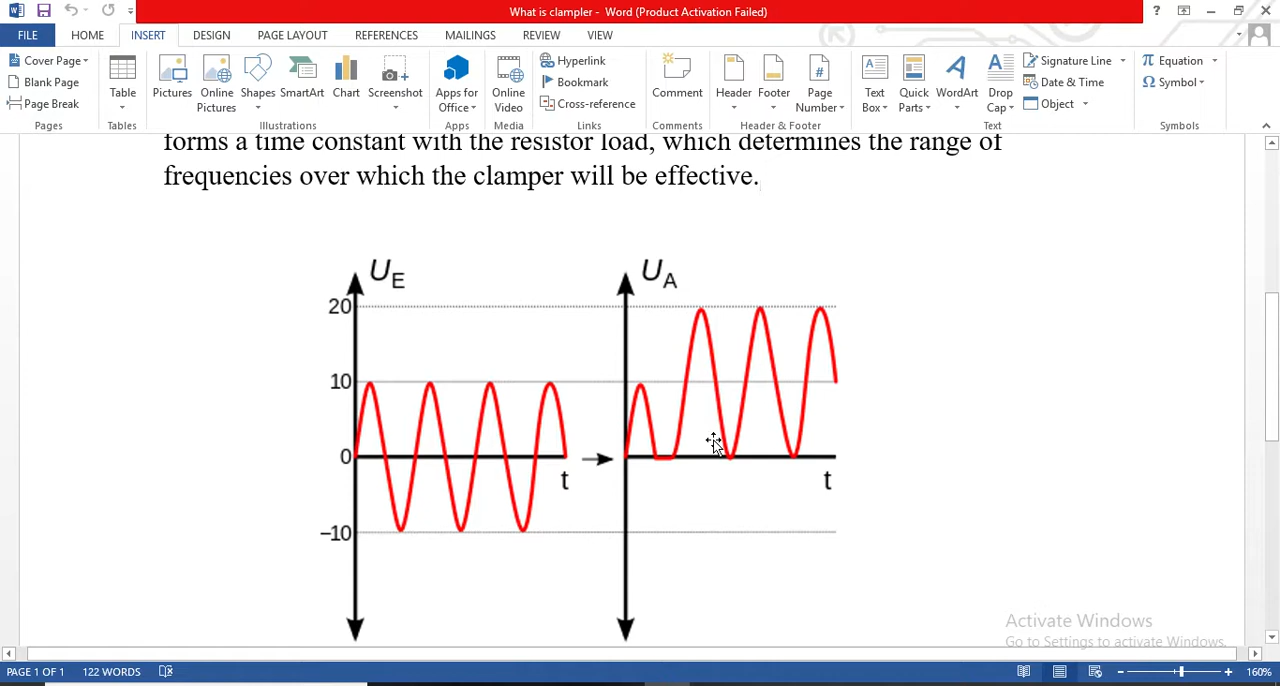 What is clampler - Word (Product Activation Failed)
?
FILE HOME INSERT DESIGN PAGE LAYOUT REFERENCES MAILINGS REVIEW VIEW
Cover Page
Blank Page
Page Break
Pages
Table
Tables
Pictures
Online Pictures
Shapes
SmartArt
Chart
Screenshot
Illustrations
Apps for Office
Apps
Online Video
Media
Hyperlink
Bookmark
Cross-reference
Links
Comment
Comments
Header
Footer
Page Number
Header & Footer
Text Box
Quick Parts
WordArt
Drop Cap
Signature Line
Date & Time
Object
Text
π Equation
Ω Symbol
Symbols
forms a time constant with the resistor load, which determines the range of
frequencies over which the clamper will be effective.
UE
UA
20
10
0
−10
t
t
Activate Windows
Go to Settings to activate Windows.
PAGE 1 OF 1 122 WORDS
160%